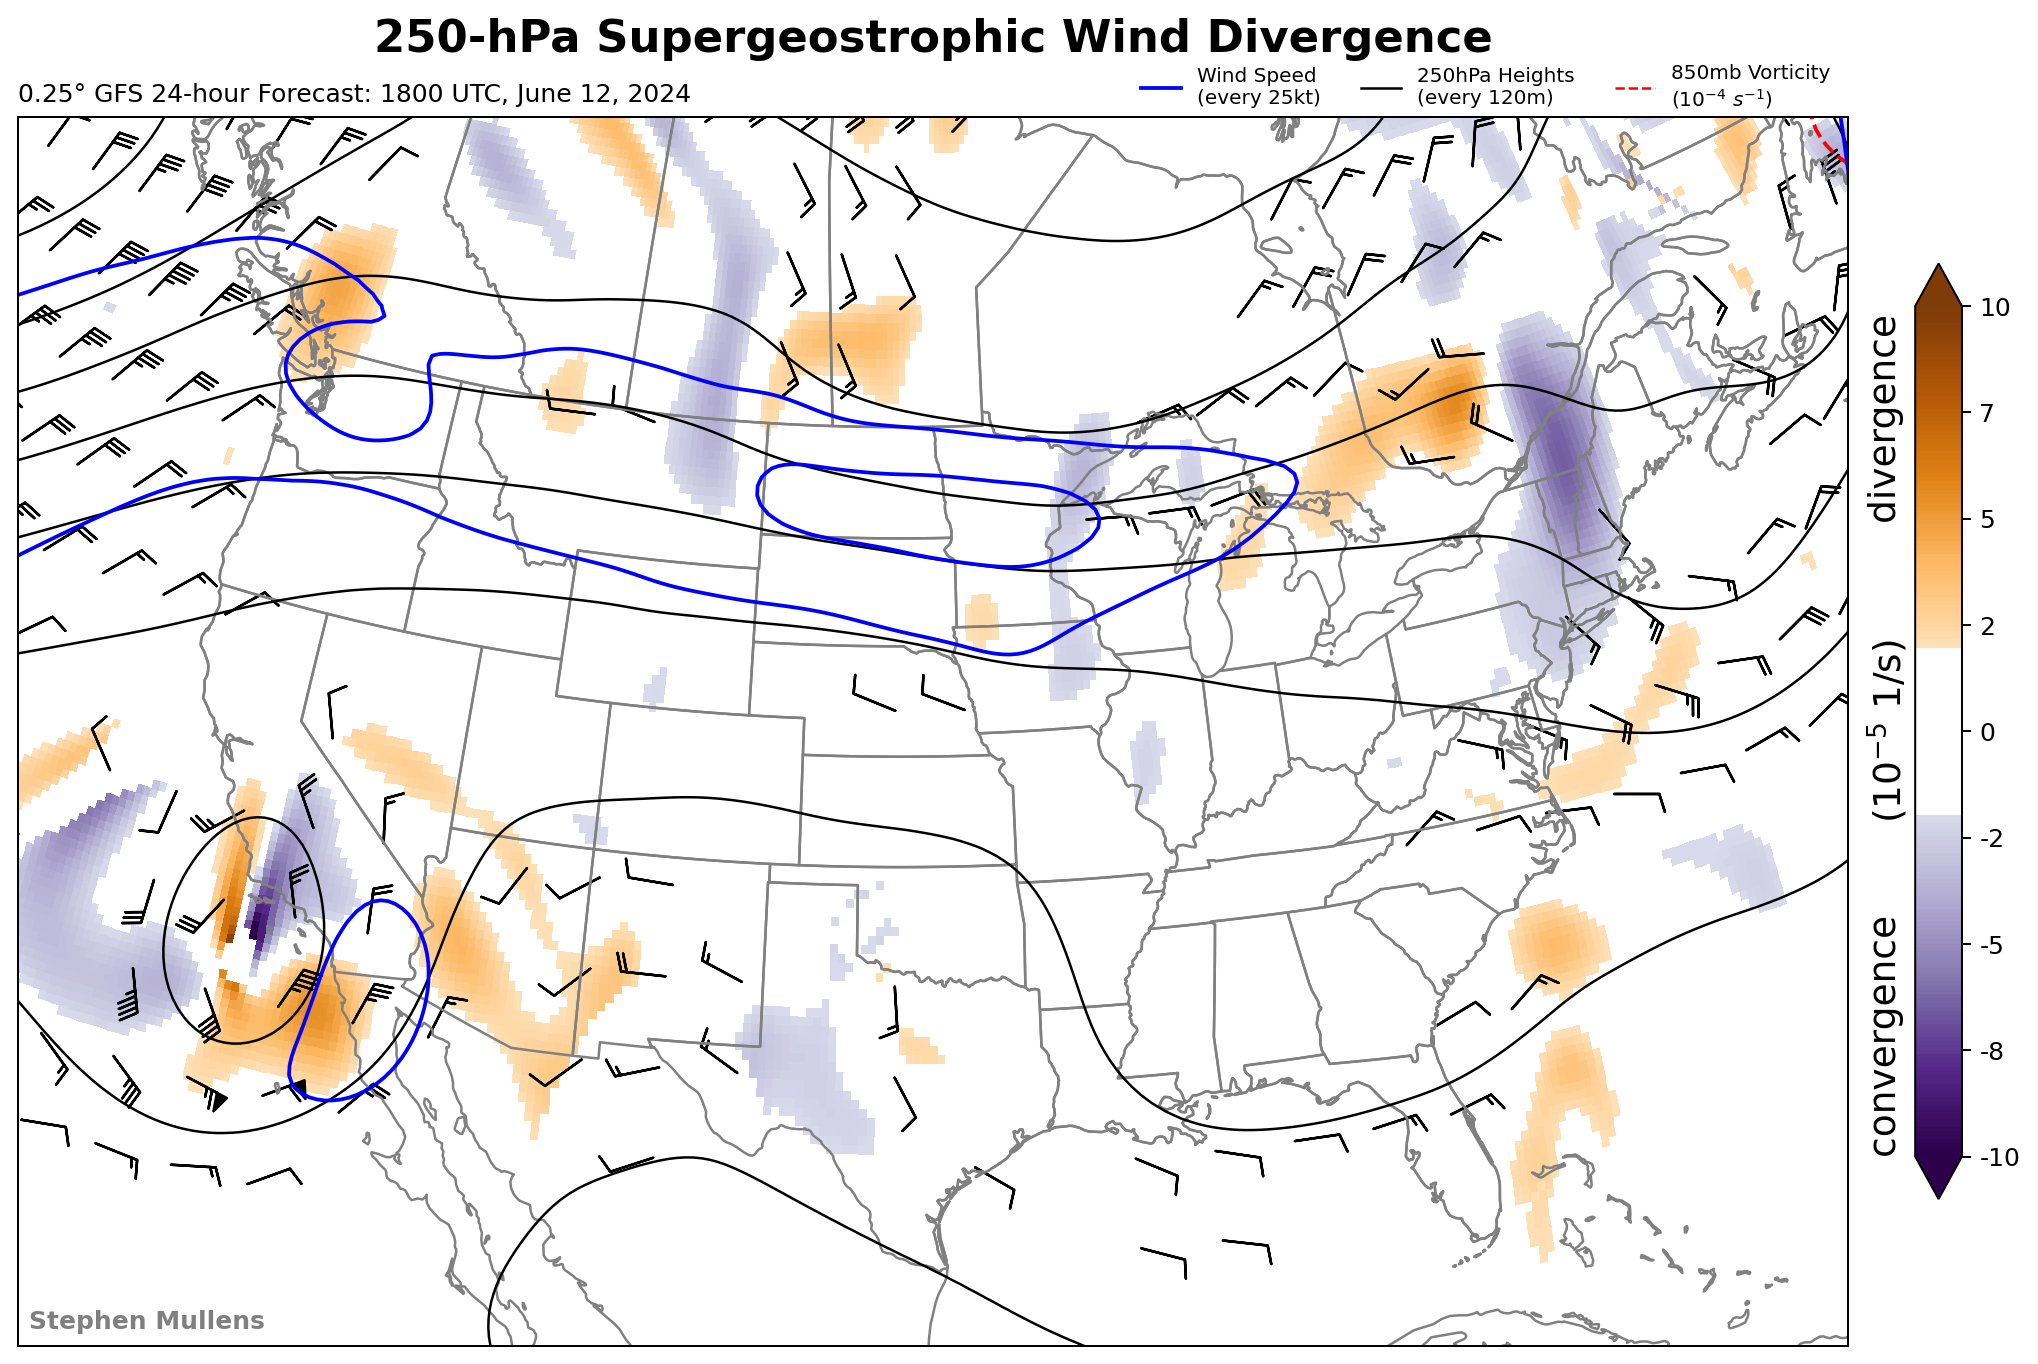 250-hPa Supergeostrophic Wind Divergence
0.25° GFS 24-hour Forecast: 1800 UTC, June 12, 2024
Wind Speed
(every 25kt)
250hPa Heights
(every 120m)
850mb Vorticity
(10⁻⁴ s⁻¹)
10
7
5
2
0
-2
-5
-8
-10
convergence (10⁻⁵ 1/s) divergence
Stephen Mullens